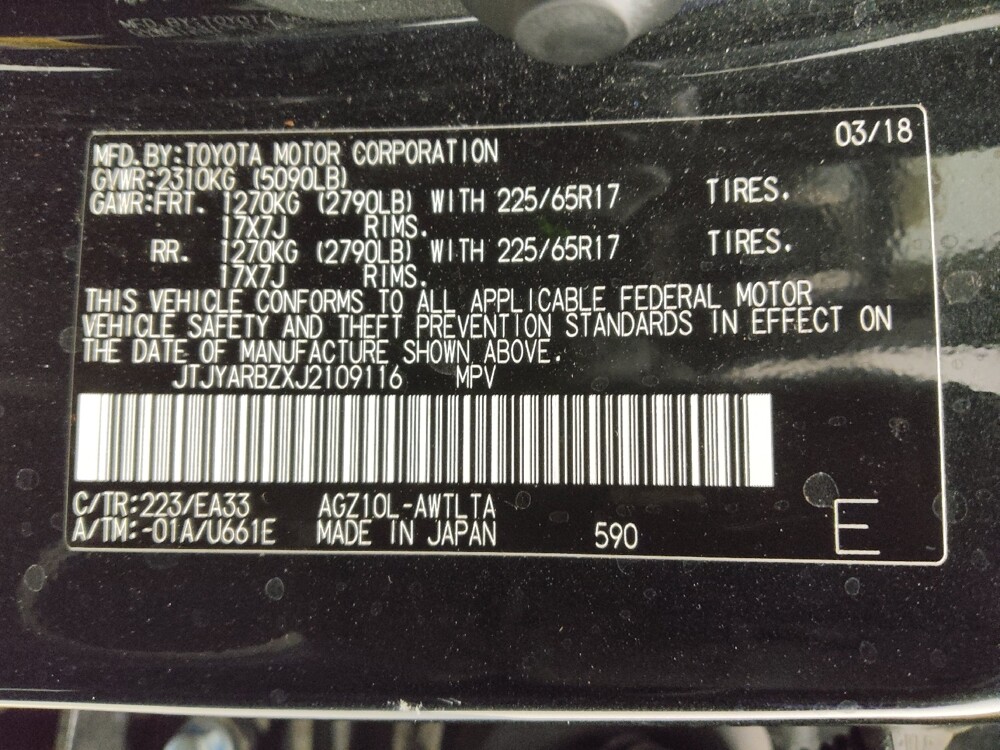 03/18
MFD.BY:TOYOTA MOTOR CORPORATION
GVWR:2310KG (5090LB)
GAWR:FRT. 1270KG (2790LB) WITH 225/65R17 TIRES.
17X7J RIMS.
RR. 1270KG (2790LB) WITH 225/65R17 TIRES.
17X7J RIMS.
THIS VEHICLE CONFORMS TO ALL APPLICABLE FEDERAL MOTOR
VEHICLE SAFETY AND THEFT PREVENTION STANDARDS IN EFFECT ON
THE DATE OF MANUFACTURE SHOWN ABOVE.
JTJYARBZXJ2109116 MPV
C/TR:223/EA33 AGZ10L-AWTLTA
A/TM:-01A/U661E MADE IN JAPAN 590 E